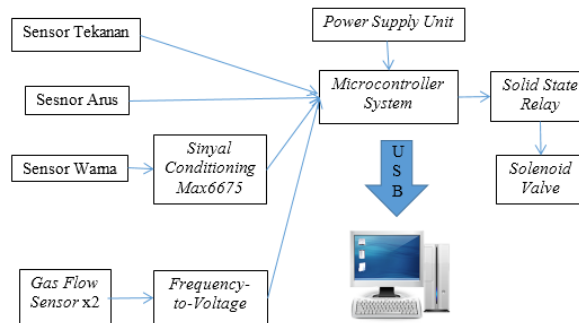 Sensor Tekanan
Power Supply Unit
Sesnor Arus
Microcontroller
System
Solid State
Relay
Sensor Warna
Sinyal
Conditioning
Max6675
U
S
B
Solenoid
Valve
Gas Flow
Sensor x2
Frequency-
to-Voltage